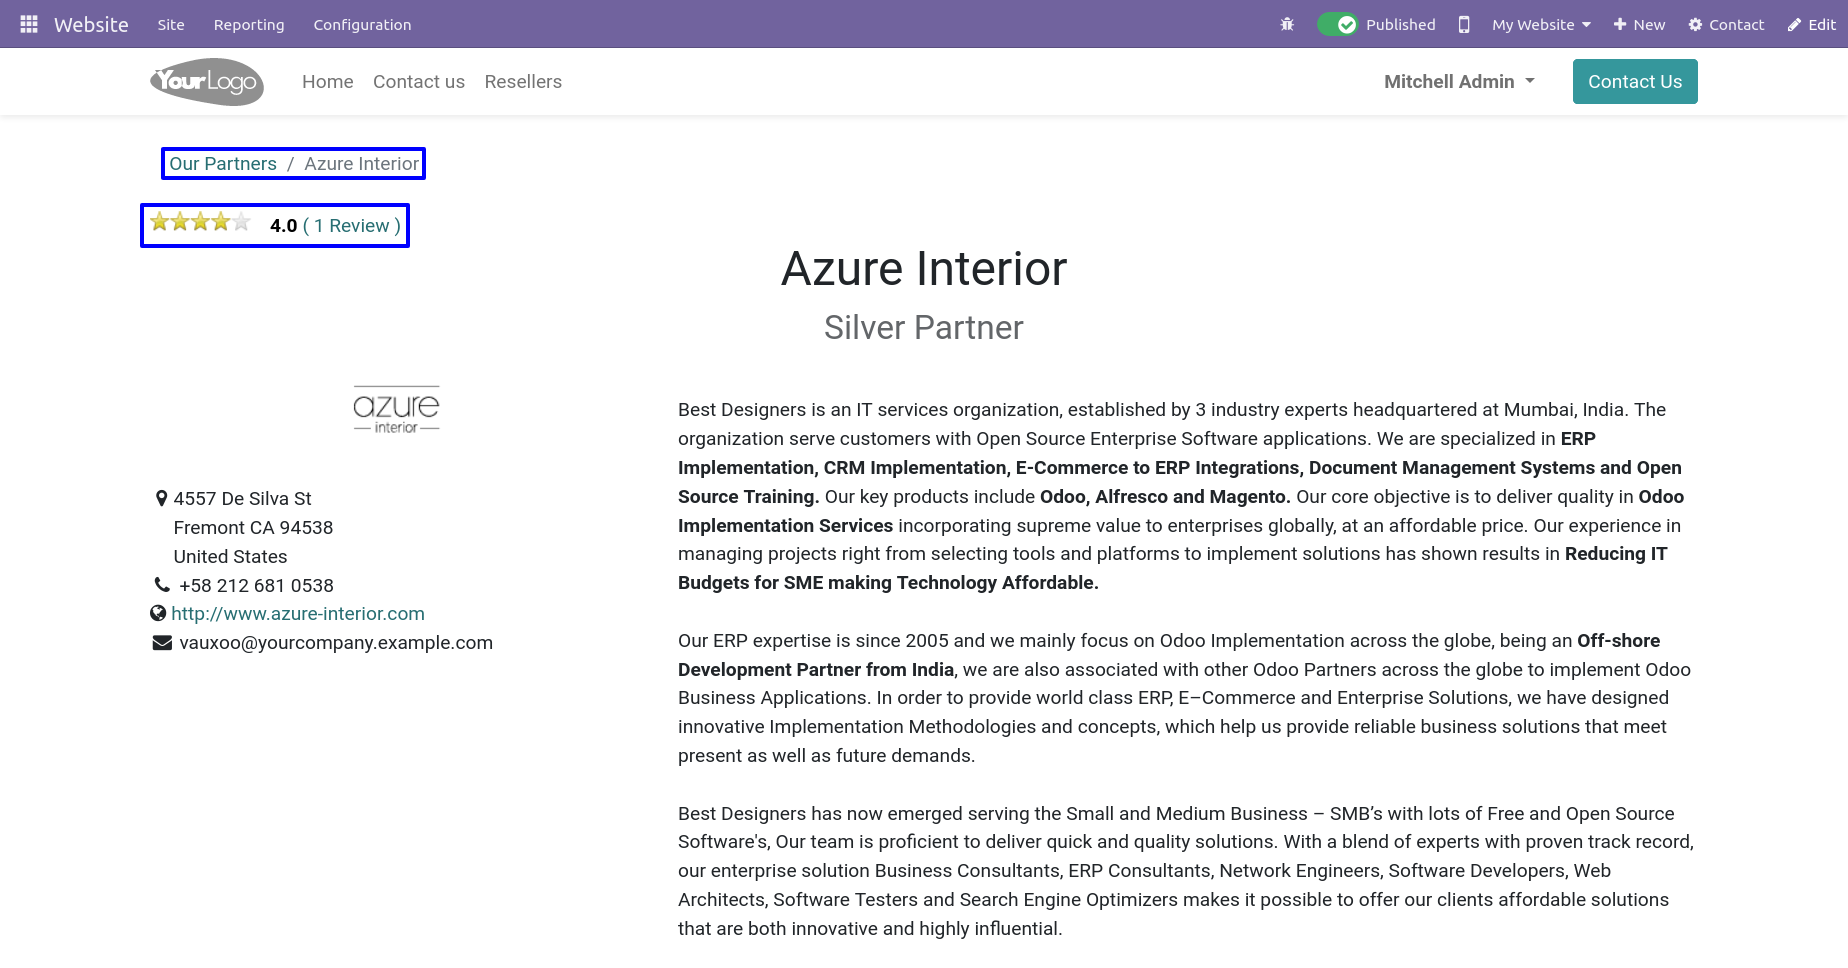 Website Site Reporting Configuration Published My Website New Contact Edit
YourLogo Home Contact us Resellers Mitchell Admin Contact Us
Our Partners / Azure Interior
4.0 ( 1 Review )
Azure Interior
Silver Partner
azure
interior
4557 De Silva St
Fremont CA 94538
United States
+58 212 681 0538
http://www.azure-interior.com
vauxoo@yourcompany.example.com
Best Designers is an IT services organization, established by 3 industry experts headquartered at Mumbai, India. The
organization serve customers with Open Source Enterprise Software applications. We are specialized in ERP
Implementation, CRM Implementation, E-Commerce to ERP Integrations, Document Management Systems and Open
Source Training. Our key products include Odoo, Alfresco and Magento. Our core objective is to deliver quality in Odoo
Implementation Services incorporating supreme value to enterprises globally, at an affordable price. Our experience in
managing projects right from selecting tools and platforms to implement solutions has shown results in Reducing IT
Budgets for SME making Technology Affordable.
Our ERP expertise is since 2005 and we mainly focus on Odoo Implementation across the globe, being an Off-shore
Development Partner from India, we are also associated with other Odoo Partners across the globe to implement Odoo
Business Applications. In order to provide world class ERP, E–Commerce and Enterprise Solutions, we have designed
innovative Implementation Methodologies and concepts, which help us provide reliable business solutions that meet
present as well as future demands.
Best Designers has now emerged serving the Small and Medium Business – SMB’s with lots of Free and Open Source
Software's, Our team is proficient to deliver quick and quality solutions. With a blend of experts with proven track record,
our enterprise solution Business Consultants, ERP Consultants, Network Engineers, Software Developers, Web
Architects, Software Testers and Search Engine Optimizers makes it possible to offer our clients affordable solutions
that are both innovative and highly influential.